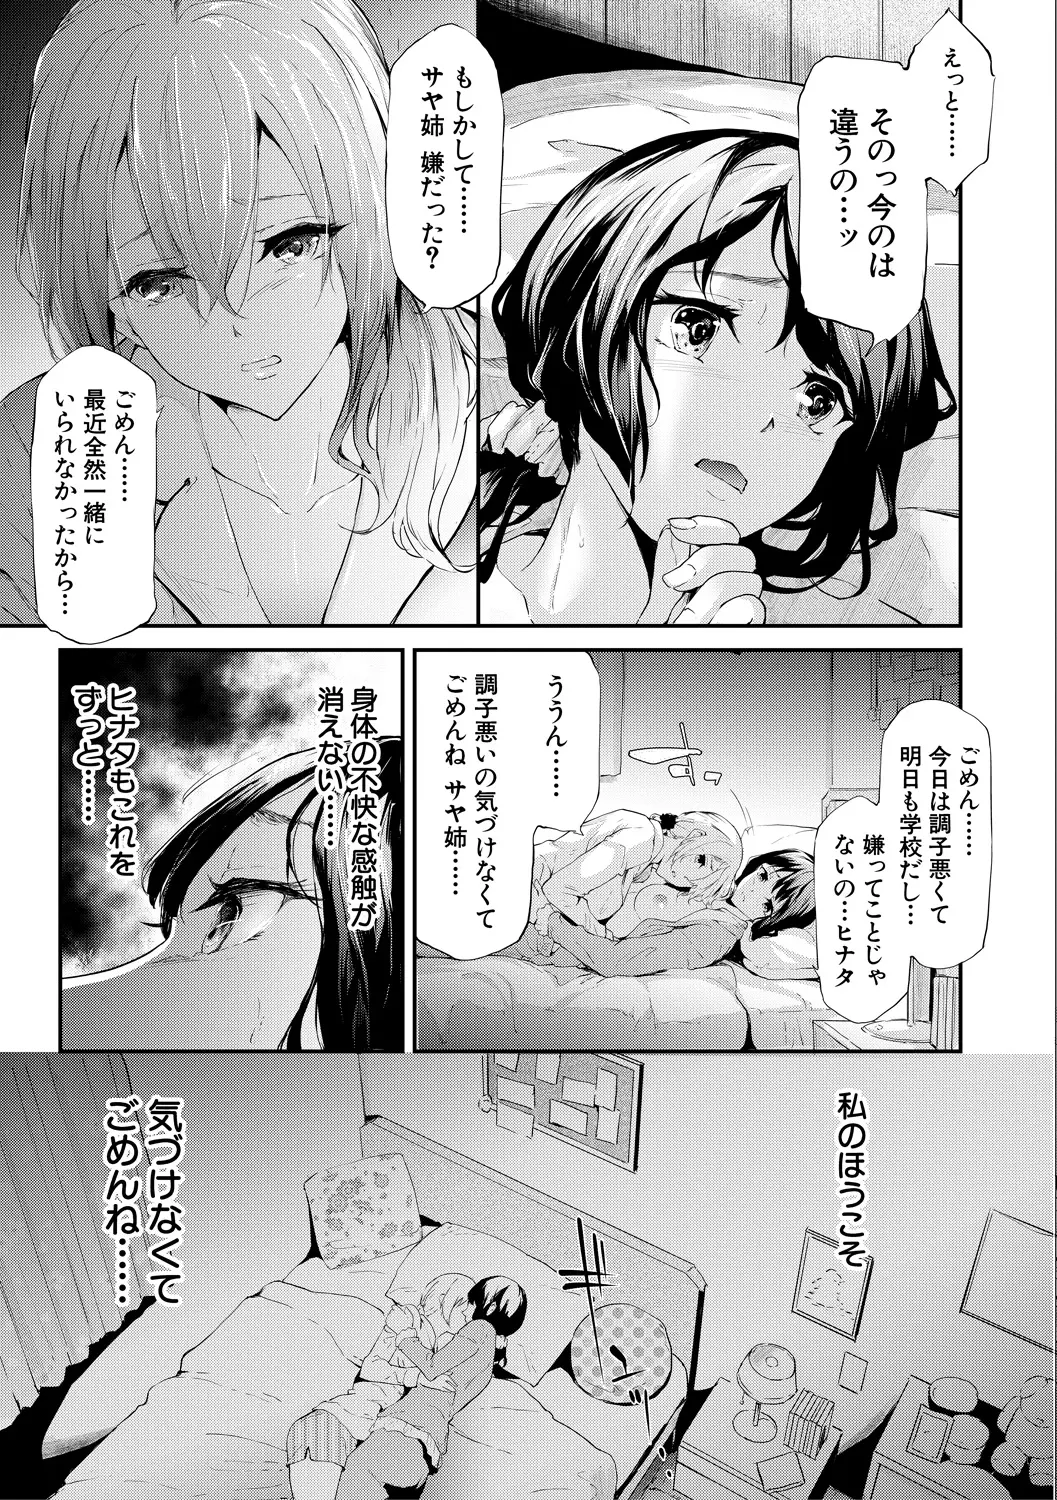 えっと……
そのっ今のは
違うの…ッ
もしかして……
サヤ姉 嫌だった？
ごめん……
最近全然一緒に
いられなかったから…
ごめん……
今日は調子悪くて
明日も学校だし…
嫌ってことじゃ
ないの…ヒナタ
ううん……
調子悪いの気づけなくて
ごめんね サヤ姉……
ギュ
身体の不快な感触が
消えない……
ヒナタもこれを
ずっと……
私のほうこそ
気づけなくて
ごめんね……